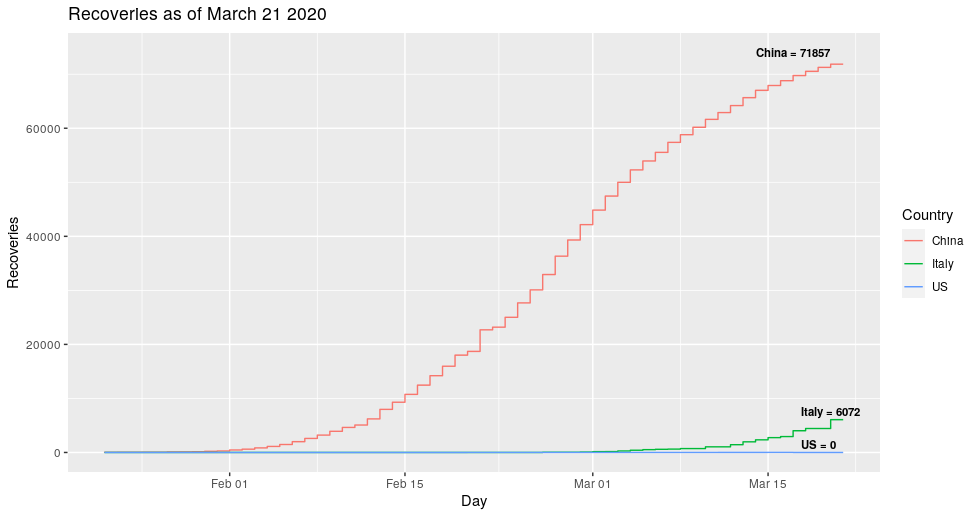 Recoveries as of March 21 2020
China = 71857
60000
40000
20000
0
Italy = 6072
US = 0
Feb 01
Feb 15
Mar 01
Mar 15
Day
Recoveries
Country
China
Italy
US